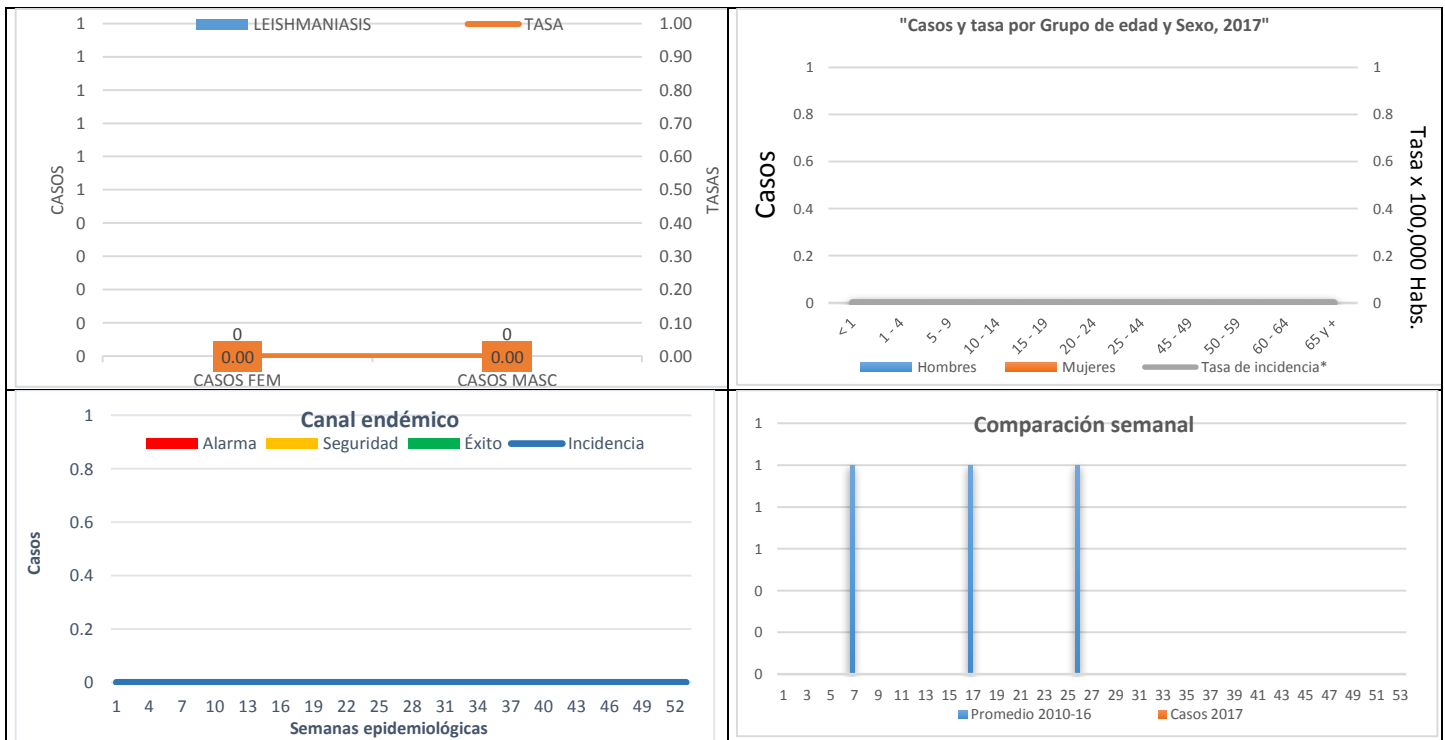 LEISHMANIASIS TASA
1 1.00
1 0.90
1 0.80
1 0.70
1 0.60
1 0.50
0 0.40
0 0.30
0 0.20
0 0.10
0 0.00
CASOS
TASAS
0 0
0.00 0.00
CASOS FEM CASOS MASC
"Casos y tasa por Grupo de edad y Sexo, 2017"
1 1
0.8 0.8
0.6 0.6
0.4 0.4
0.2 0.2
0 0
Casos
Tasa x 100,000 Habs.
< 1 1 - 4 5 - 9 10 - 14 15 - 19 20 - 24 25 - 44 45 - 49 50 - 59 60 - 64 65 y +
Hombres Mujeres Tasa de incidencia*
Canal endémico
Alarma Seguridad Éxito Incidencia
1
0.8
0.6
0.4
0.2
0
Casos
1 4 7 10 13 16 19 22 25 28 31 34 37 40 43 46 49 52
Semanas epidemiológicas
Comparación semanal
1
1
1
1
0
0
0
1 3 5 7 9 11 13 15 17 19 21 23 25 27 29 31 33 35 37 39 41 43 45 47 49 51 53
Promedio 2010-16 Casos 2017